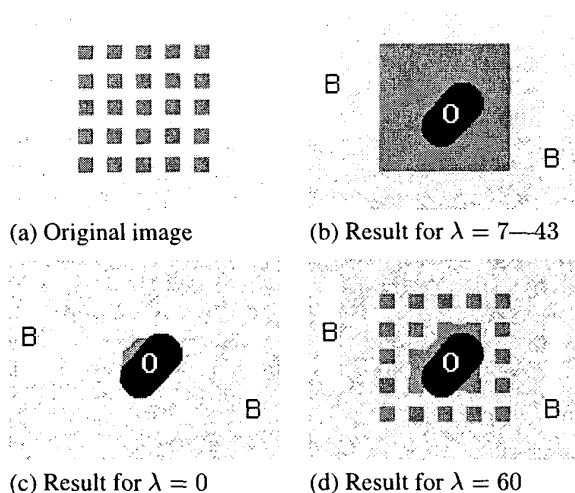 B
O
B
(a) Original image
(b) Result for λ = 7—43
B
O
B
B
O
B
(c) Result for λ = 0
(d) Result for λ = 60